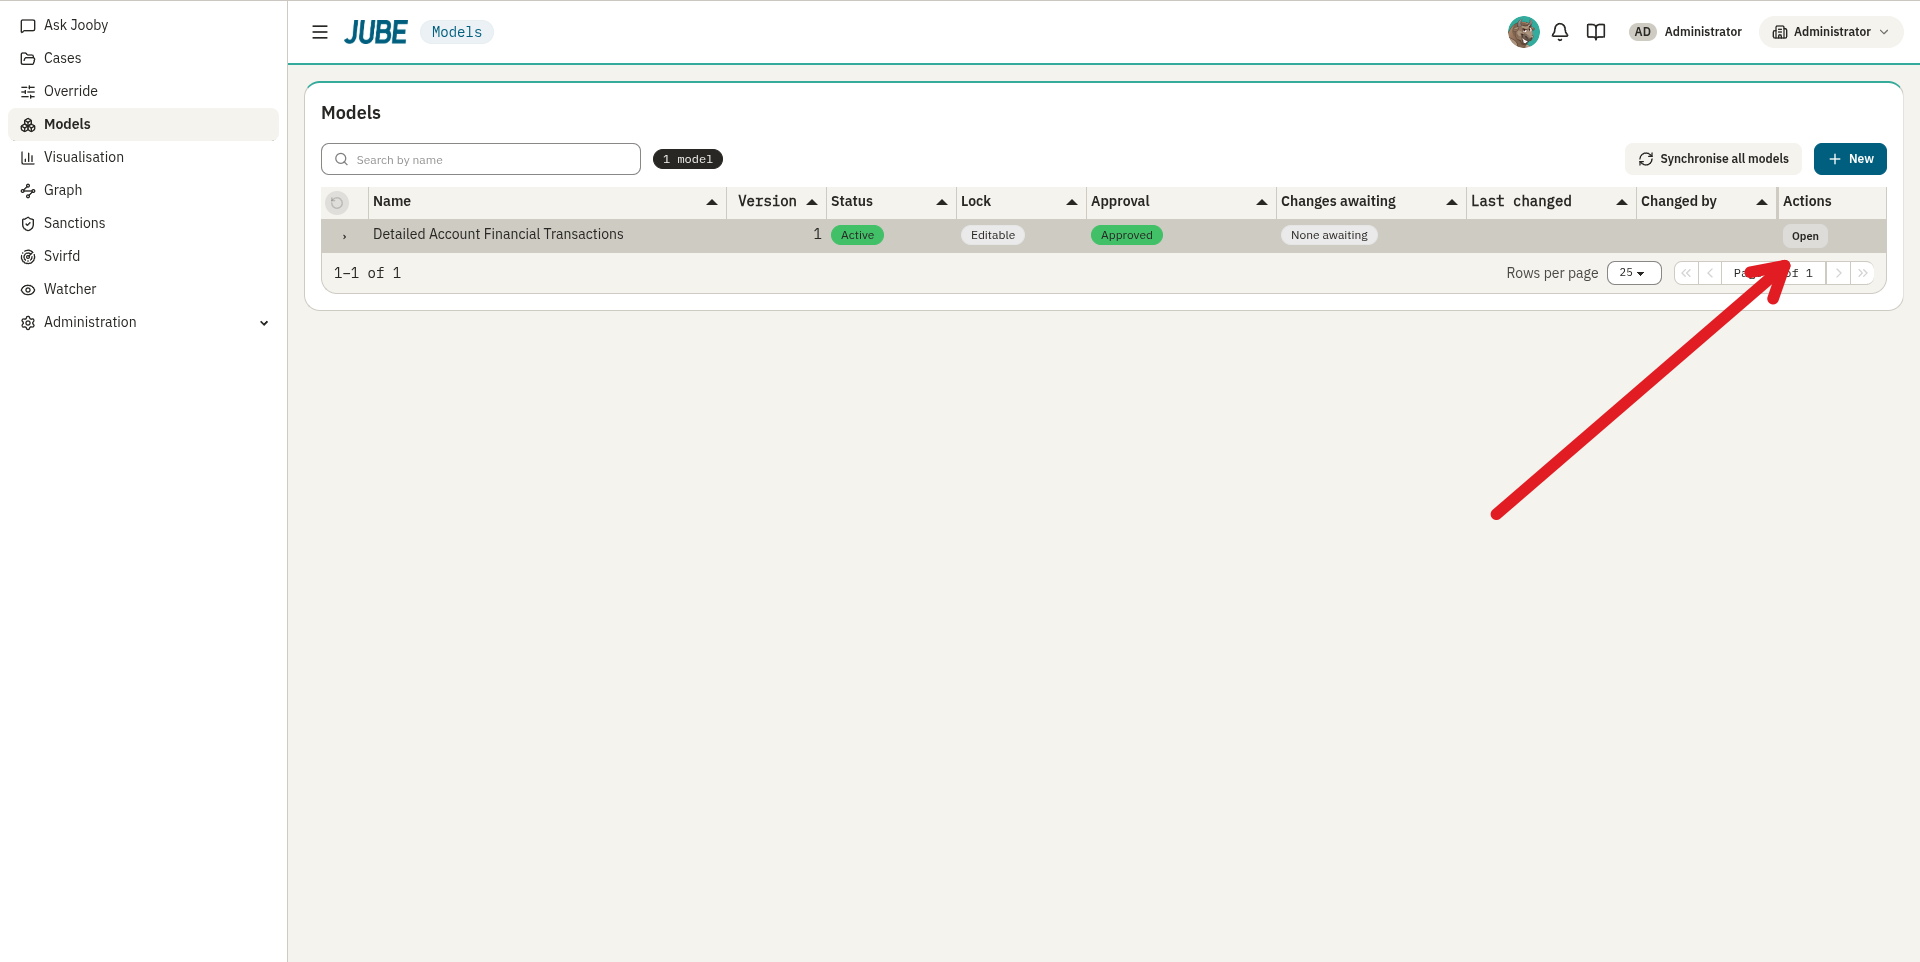 Ask Jooby
Cases
Override
Models
Visualisation
Graph
Sanctions
Svirfd
Watcher
Administration
JUBE Models AD Administrator Administrator
Models
Search by name 1 model Synchronise all models New
Name Version Status Lock Approval Changes awaiting Last changed Changed by Actions
Detailed Account Financial Transactions 1 Active Editable Approved None awaiting Open
1–1 of 1 Rows per page 25 of 1